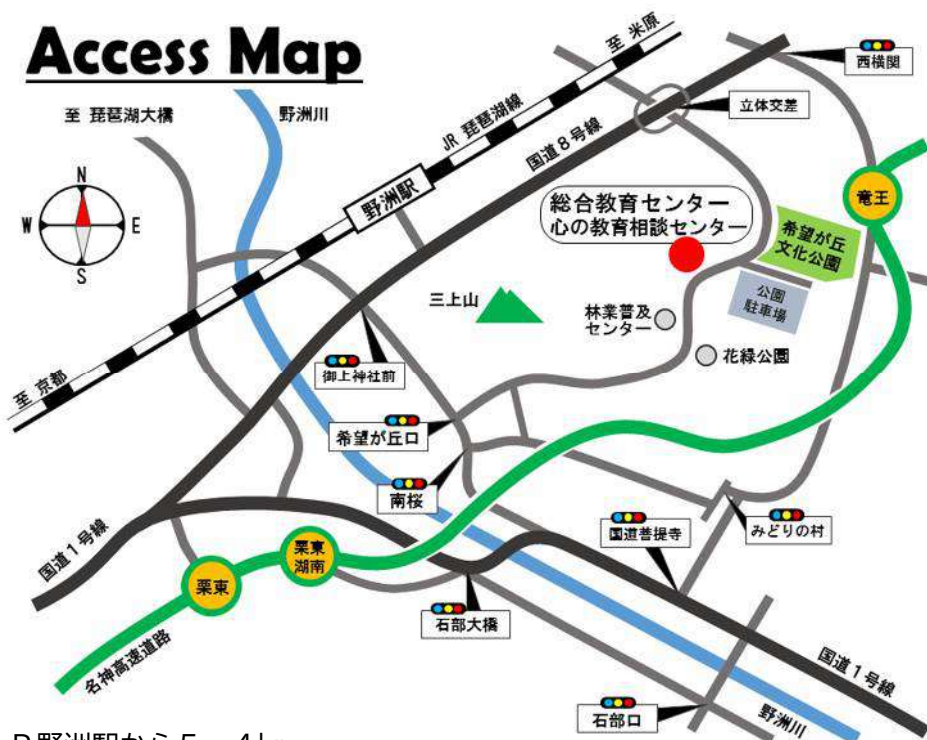 Access Map
至 米原
西横関
至 琵琶湖大橋
野洲川
JR 琵琶湖線
立体交差
国道8号線
N
W
E
S
野洲駅
総合教育センター
心の教育相談センター
竜王
希望が丘
文化公園
三上山
公園
駐車場
林業普及
センター
花緑公園
至 京都
御上神社前
希望が丘口
南桜
国道菩提寺
みどりの村
国道1号線
栗東
湖南
栗東
石部大橋
名神高速道路
国道1号線
野洲川
石部口